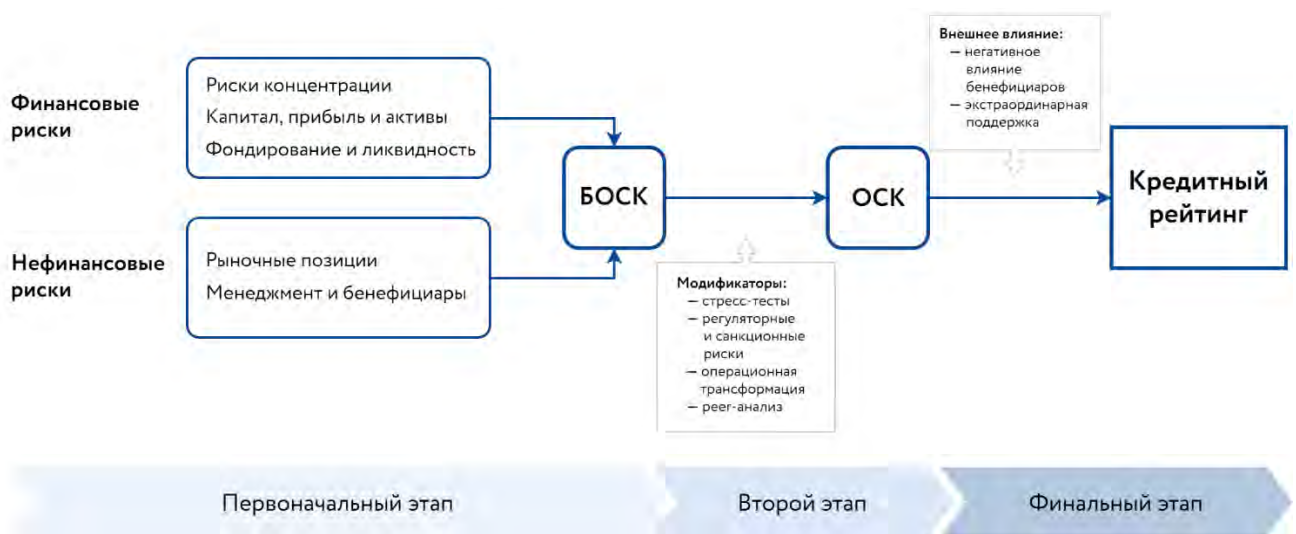 Финансовые
риски
Риски концентрации
Капитал, прибыль и активы
Фондирование и ликвидность
Нефинансовые
риски
Рыночные позиции
Менеджмент и бенефициары
БОСК
Модификаторы:
— стресс-тесты
— регуляторные
и санкционные
риски
— операционная
трансформация
— peer-анализ
ОСК
Внешнее влияние:
— негативное
влияние
бенефициаров
— экстраординарная
поддержка
Кредитный
рейтинг
Первоначальный этап
Второй этап
Финальный этап